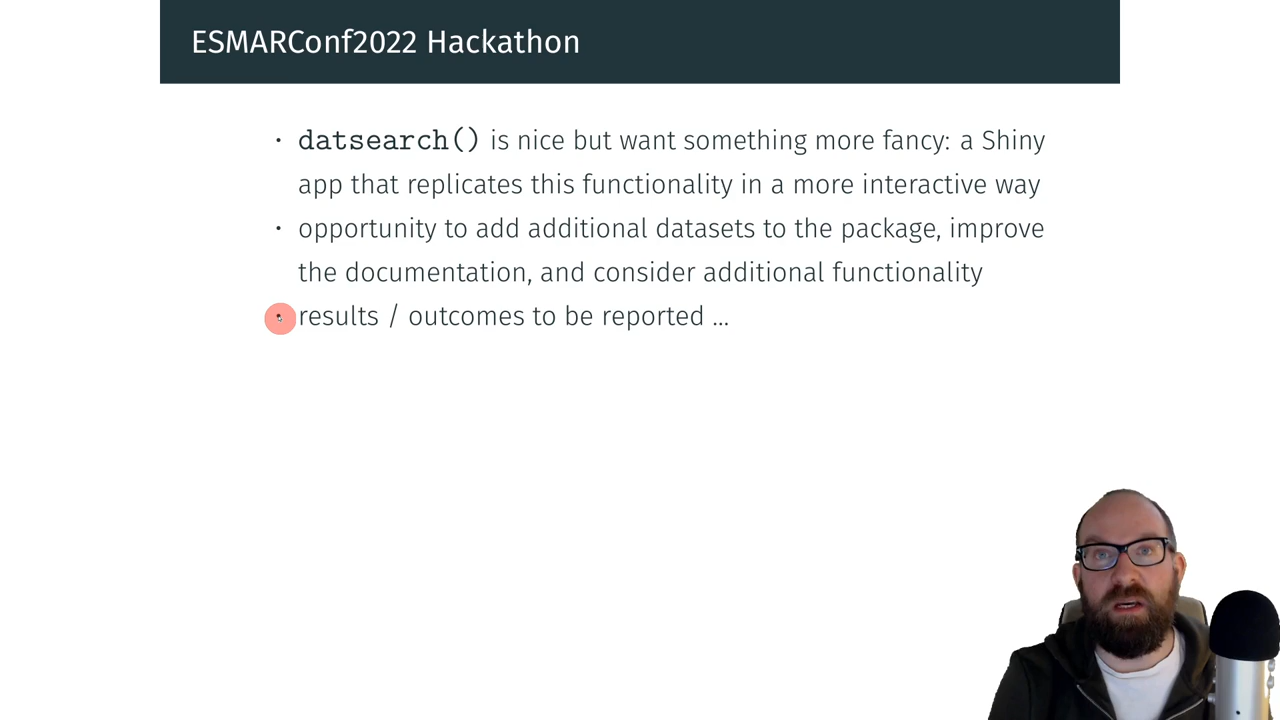 ESMARConf2022 Hackathon
· datsearch() is nice but want something more fancy: a Shiny
app that replicates this functionality in a more interactive way
· opportunity to add additional datasets to the package, improve
the documentation, and consider additional functionality
· results / outcomes to be reported ...